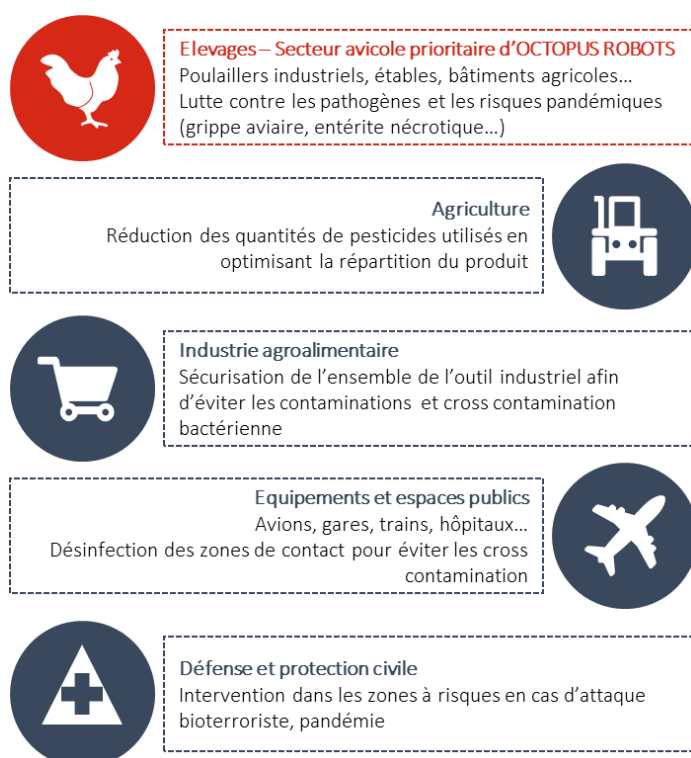 Elevages – Secteur avicole prioritaire d’OCTOPUS ROBOTS
Poulaillers industriels, étables, bâtiments agricoles…
Lutte contre les pathogènes et les risques pandémiques
(grippe aviaire, entérite nécrotique…)
Agriculture
Réduction des quantités de pesticides utilisés en
optimisant la répartition du produit
Industrie agroalimentaire
Sécurisation de l’ensemble de l’outil industriel afin
d’éviter les contaminations et cross contamination
bactérienne
Equipements et espaces publics
Avions, gares, trains, hôpitaux…
Désinfection des zones de contact pour éviter les cross
contamination
Défense et protection civile
Intervention dans les zones à risques en cas d’attaque
bioterroriste, pandémie